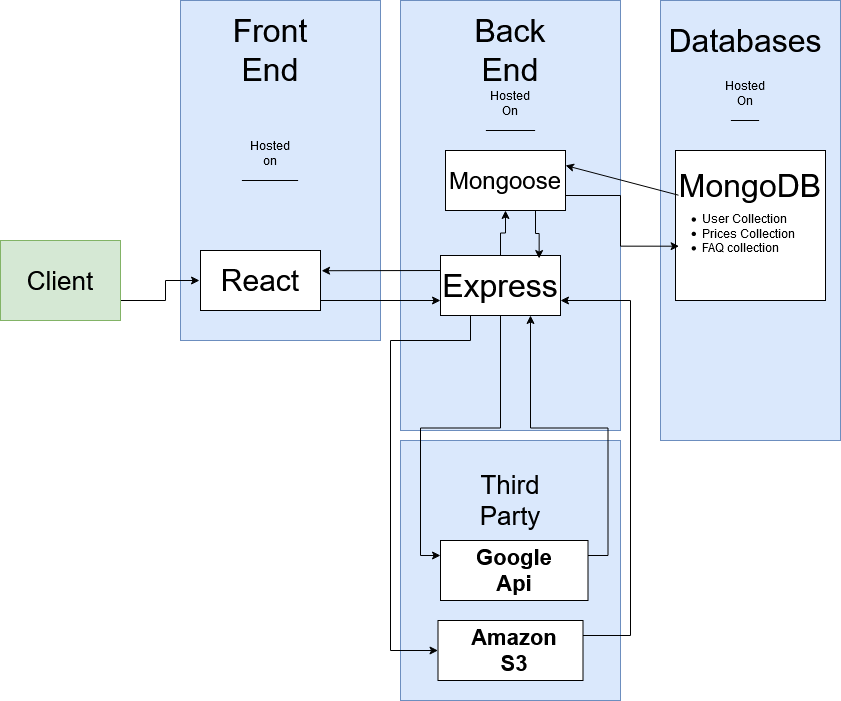 Front
End
Hosted
on
Back
End
Hosted
On
Databases
Hosted
On
Mongoose
MongoDB
User Collection
Prices Collection
FAQ collection
Client
React
Express
Third
Party
Google
Api
Amazon
S3